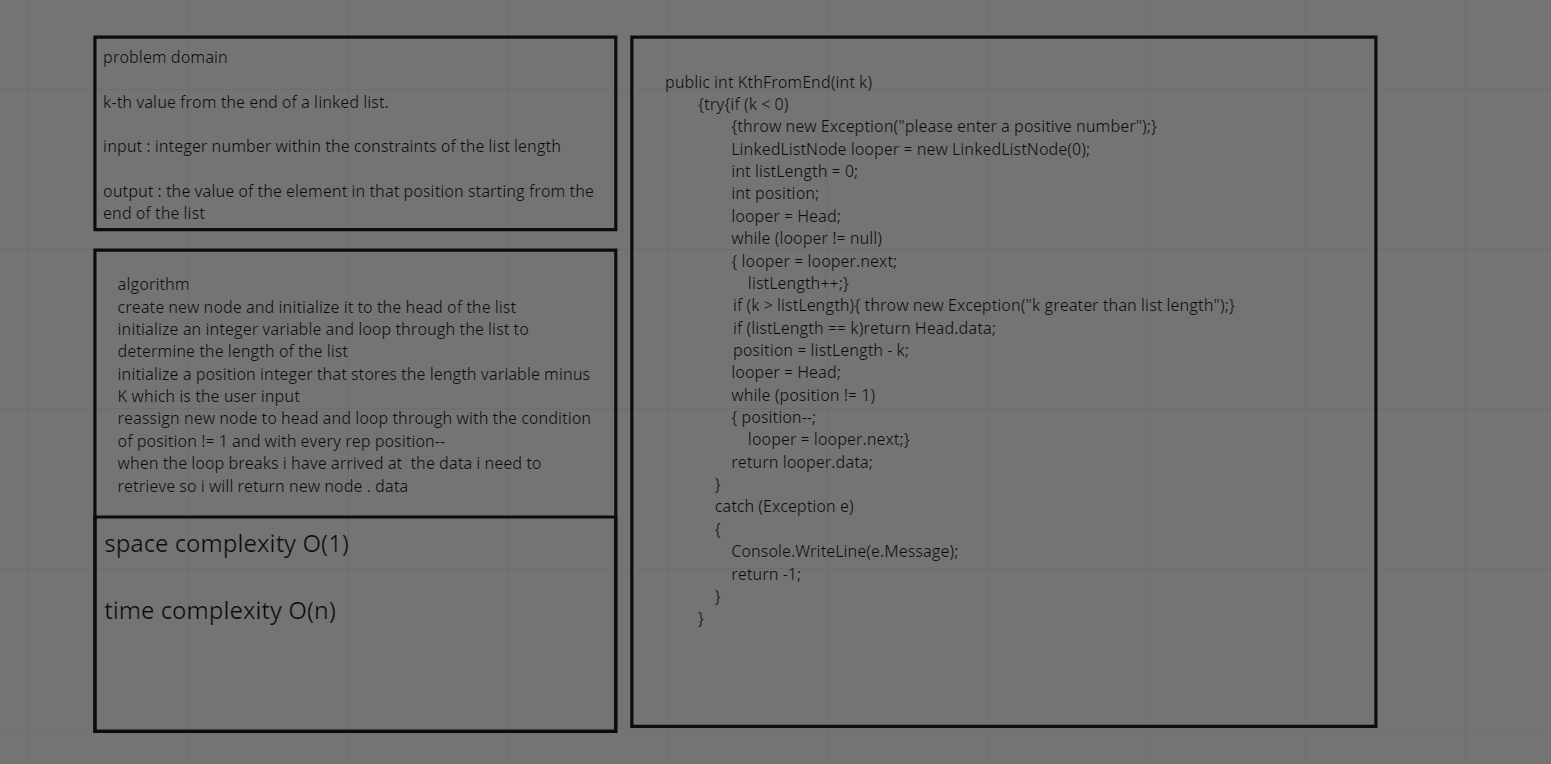 problem domain
k-th value from the end of a linked list.
input : integer number within the constraints of the list length
output : the value of the element in that position starting from the
end of the list
algorithm
create new node and initialize it to the head of the list
initialize an integer variable and loop through the list to
determine the length of the list
initialize a position integer that stores the length variable minus
K which is the user input
reassign new node to head and loop through with the condition
of position != 1 and with every rep position--
when the loop breaks i have arrived at  the data i need to
retrieve so i will return new node . data
space complexity O(1)
time complexity O(n)
public int KthFromEnd(int k)
{try{if (k < 0)
{throw new Exception("please enter a positive number");}
LinkedListNode looper = new LinkedListNode(0);
int listLength = 0;
int position;
looper = Head;
while (looper != null)
{ looper = looper.next;
listLength++;}
if (k > listLength){ throw new Exception("k greater than list length");}
if (listLength == k)return Head.data;
position = listLength - k;
looper = Head;
while (position != 1)
{ position--;
looper = looper.next;}
return looper.data;
}
catch (Exception e)
{
Console.WriteLine(e.Message);
return -1;
}
}